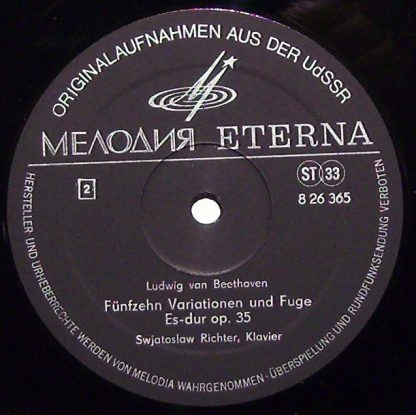 ORIGINALAUFNAHMEN AUS DER UdSSR
МЕЛОДИЯ ETERNA
ST 33
2
8 26 365
Ludwig van Beethoven
Fünfzehn Variationen und Fuge
Es-dur op. 35
Swjatoslaw Richter, Klavier
HERSTELLER UND URHEBERRECHTE WERDEN VON MELODIA WAHRGENOMMEN · ÜBERSPIELUNG UND RUNDFUNKSENDUNG VERBOTEN